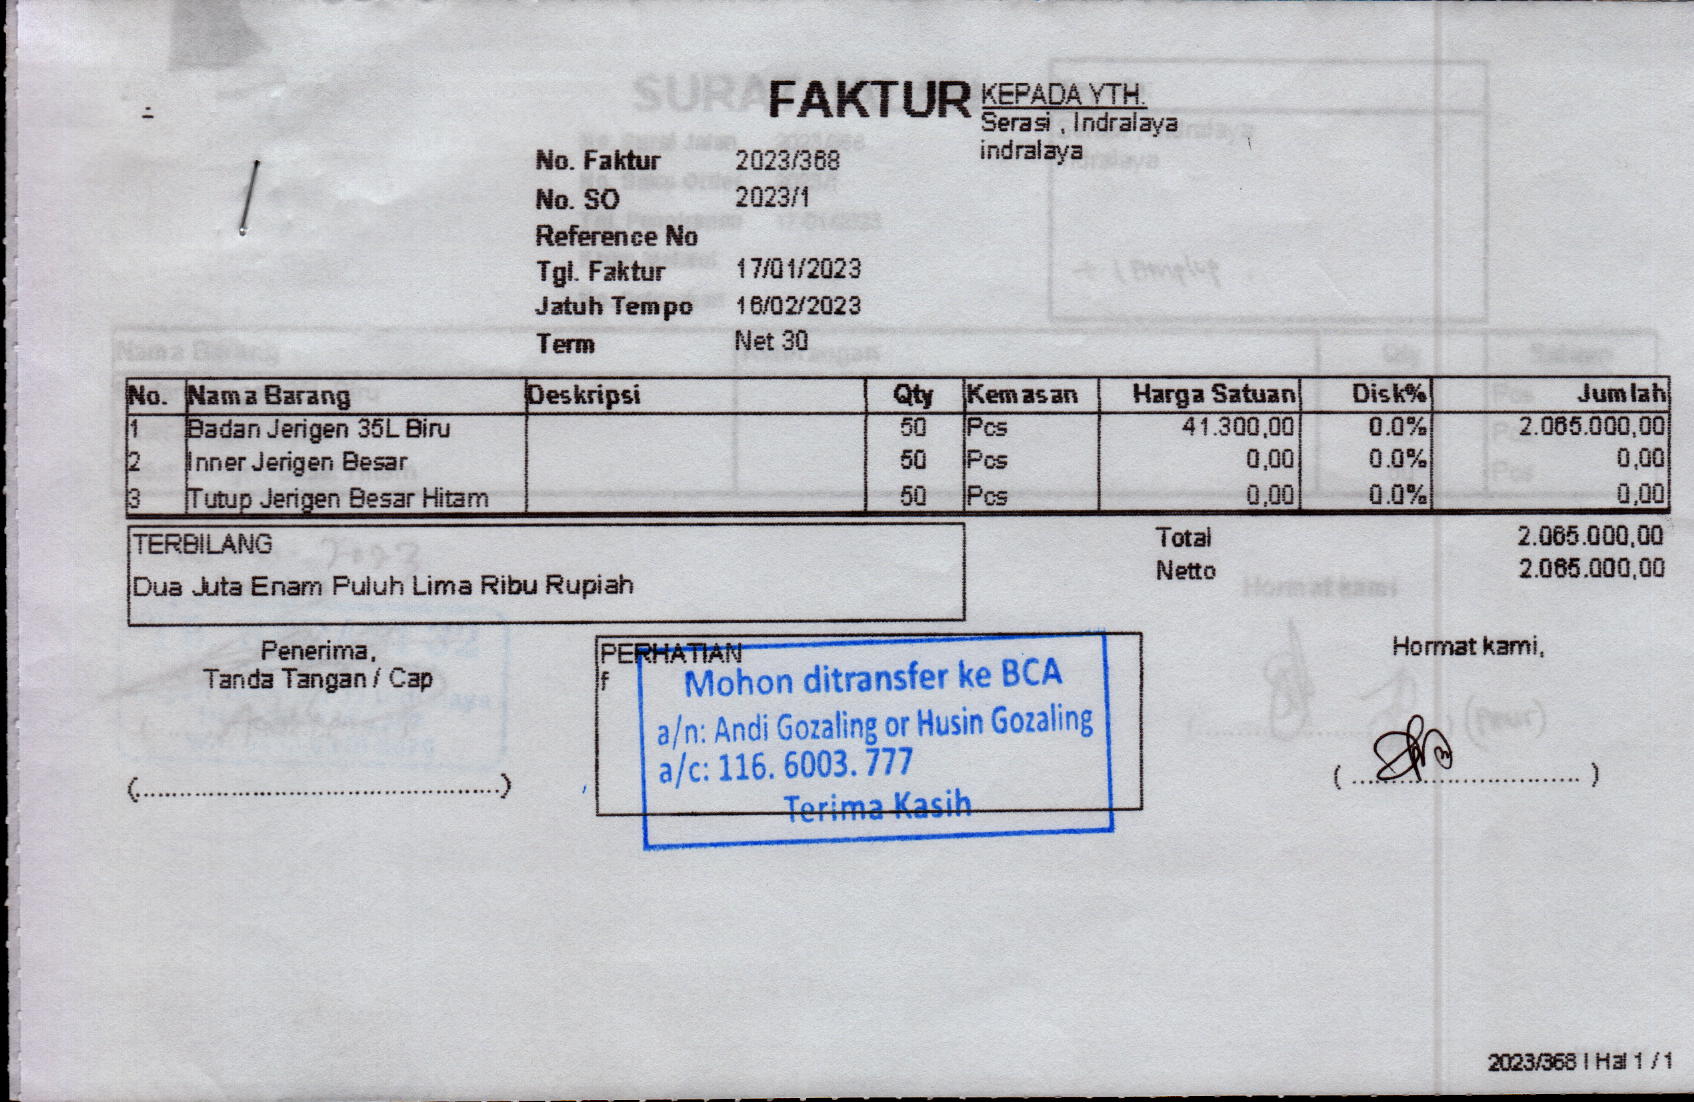 FAKTUR
KEPADA YTH.
Serasi , Indralaya
indralaya
No. Faktur 2023/368
No. SO 2023/1
Reference No
Tgl. Faktur 17/01/2023
Jatuh Tempo 16/02/2023
Term Net 30
No. Nama Barang Deskripsi Qty Kemasan Harga Satuan Disk% Jumlah
1 Badan Jerigen 35L Biru 50 Pcs 41.300,00 0.0% 2.065.000,00
2 Inner Jerigen Besar 50 Pcs 0,00 0.0% 0,00
3 Tutup Jerigen Besar Hitam 50 Pcs 0,00 0.0% 0,00
TERBILANG
Dua Juta Enam Puluh Lima Ribu Rupiah
Total 2.065.000,00
Netto 2.065.000,00
Penerima,
Tanda Tangan / Cap
(..............................................)
PERHATIAN
f
Mohon ditransfer ke BCA
a/n: Andi Gozaling or Husin Gozaling
a/c: 116. 6003. 777
Terima Kasih
Hormat kami,
( .............................. )
2023/368 | Hal 1 / 1